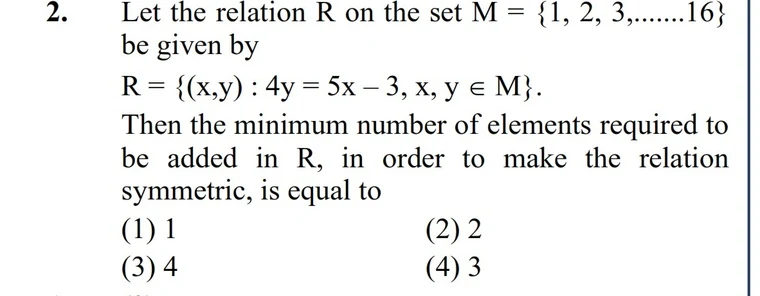 2. Let the relation R on the set M = {1, 2, 3,.......16}
be given by
R = {(x,y) : 4y = 5x – 3, x, y ∈ M}.
Then the minimum number of elements required to
be added in R, in order to make the relation
symmetric, is equal to
(1) 1 (2) 2
(3) 4 (4) 3